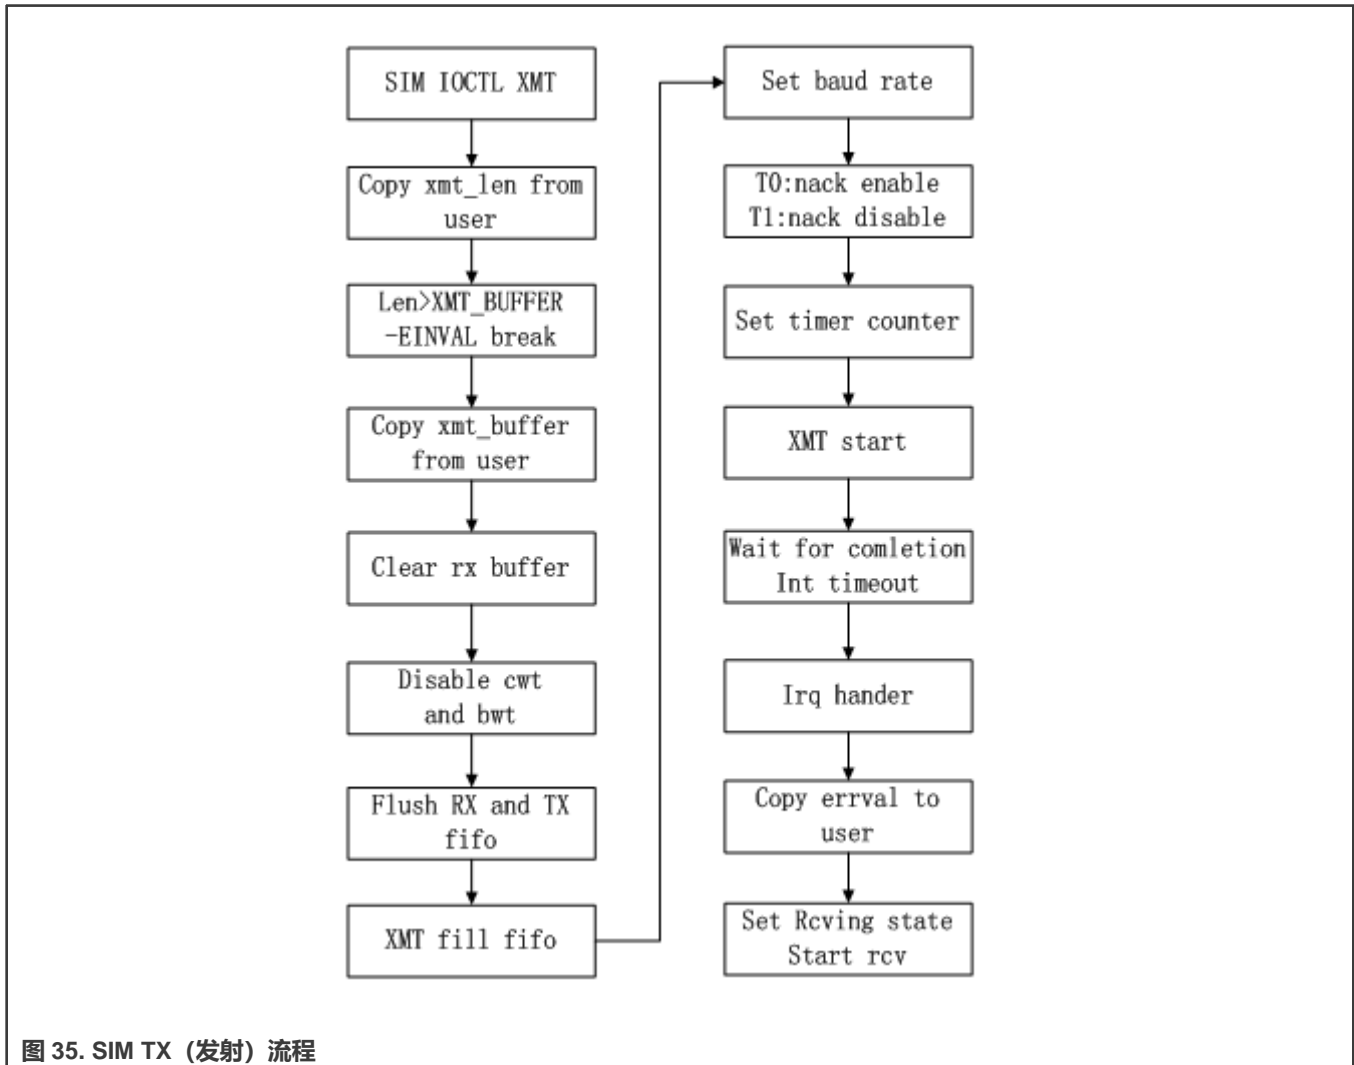 SIM IOCTL XMT
Copy xmt_len from
user
Len>XMT_BUFFER
-EINVAL break
Copy xmt_buffer
from user
Clear rx buffer
Disable cwt
and bwt
Flush RX and TX
fifo
XMT fill fifo
Set baud rate
T0:nack enable
T1:nack disable
Set timer counter
XMT start
Wait for comletion
Int timeout
Irq hander
Copy errval to
user
Set Rcving state
Start rcv
图 35. SIM TX（发射）流程